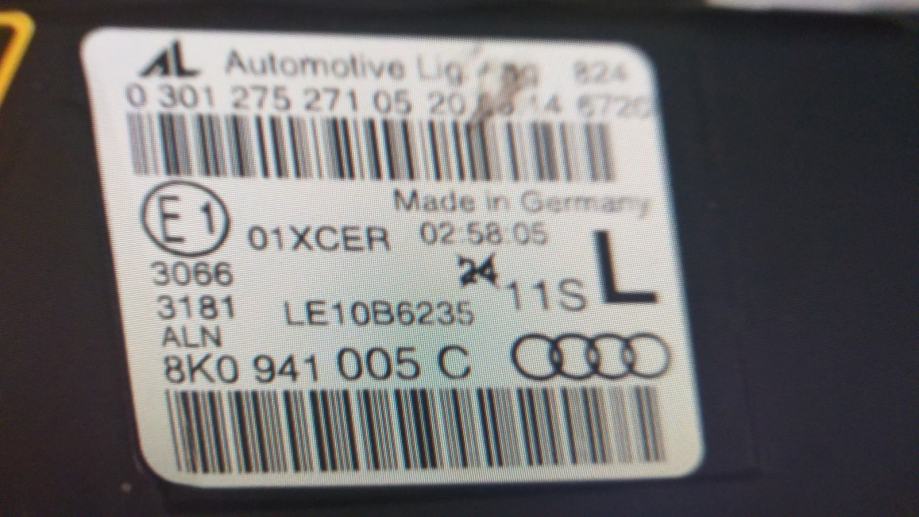 AL Automotive 824
0 301 275 271 05 20
Made in Germany
E1 01XCER 02:58:05
3066
24 11S L
3181 LE10B6235
ALN
8K0 941 005 C